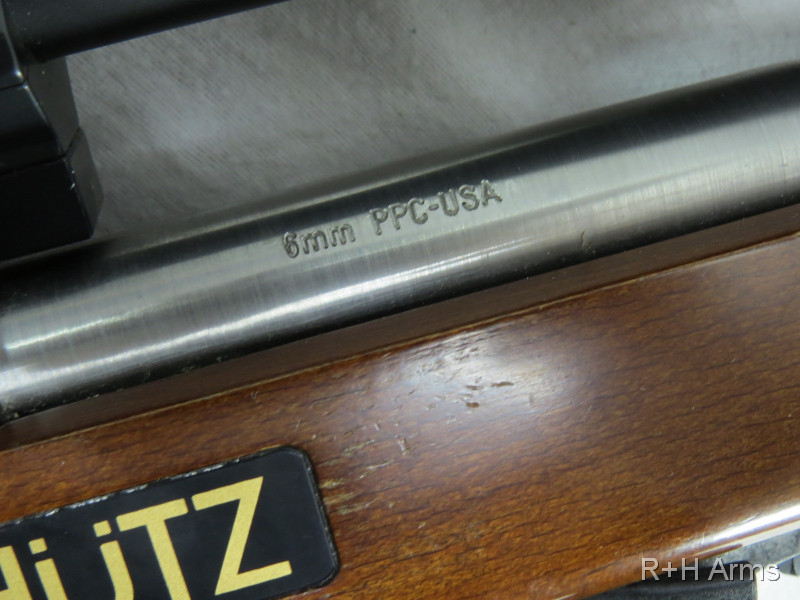 6mm PPC-USA
HÜTZ
R+H Arms